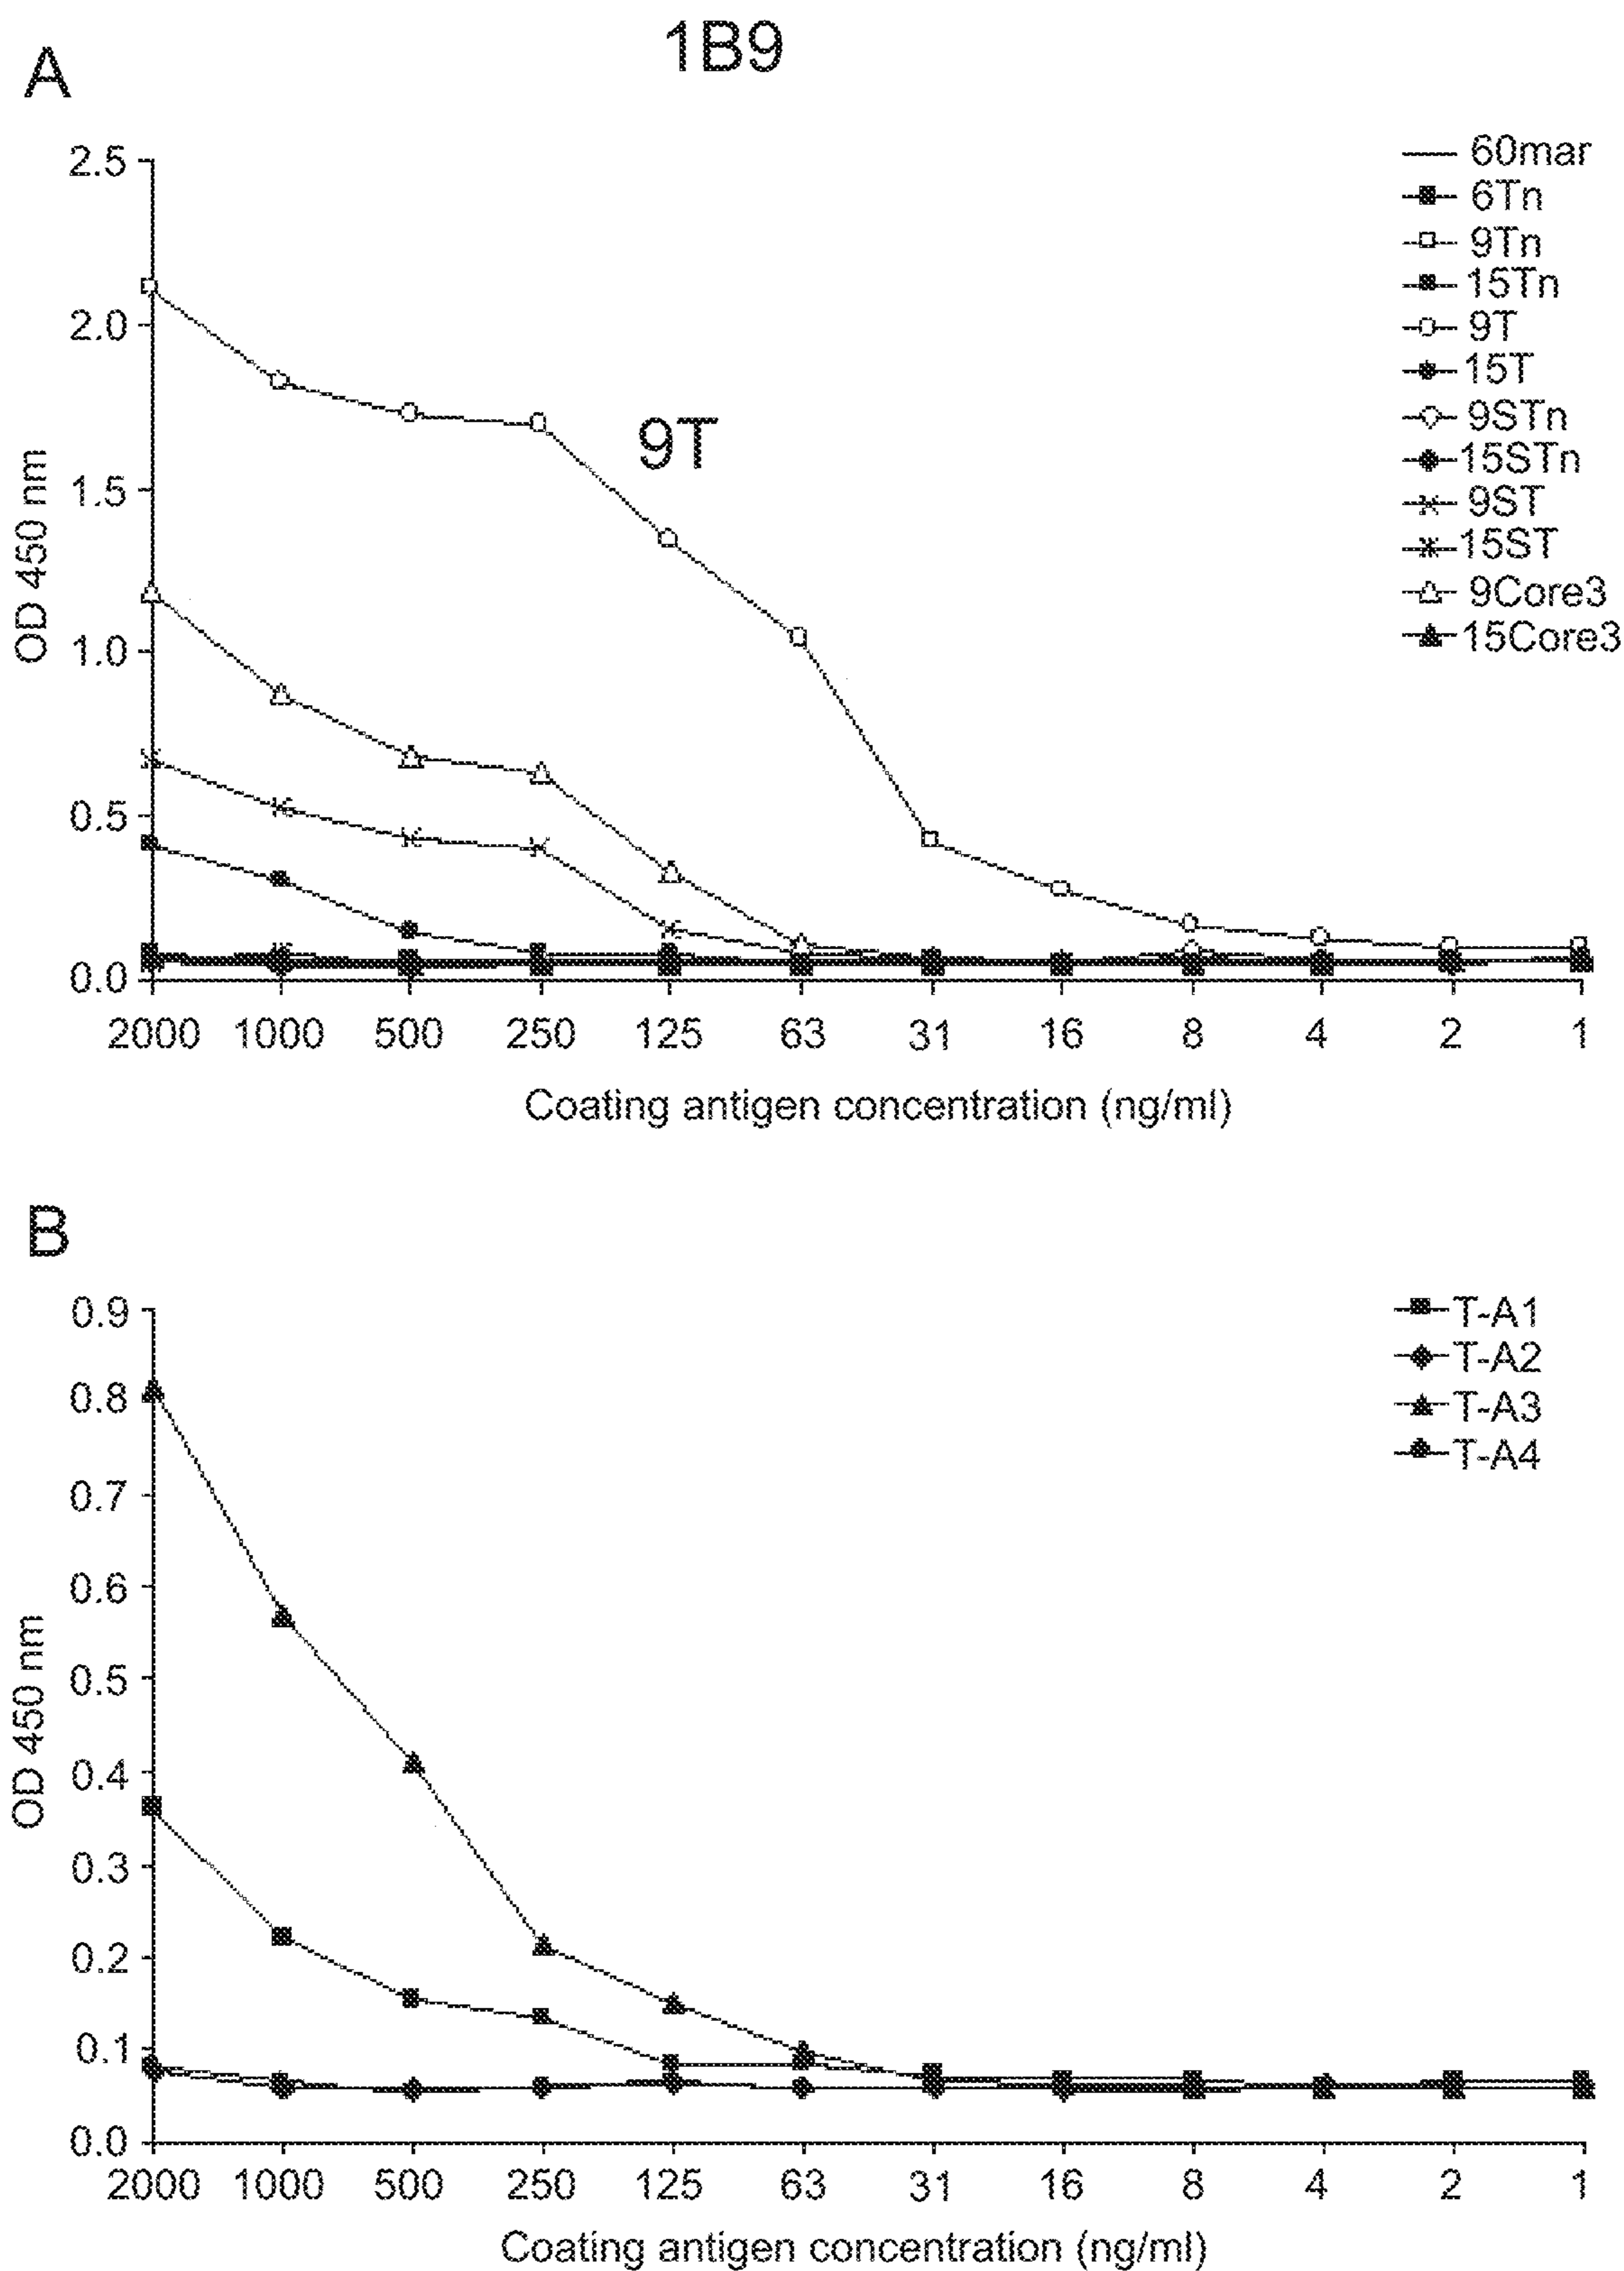 1B9
A
2.5
2.0
1.5
1.0
0.5
0.0
OD 450 nm
9T
60mar
6Tn
9Tn
15Tn
9T
15T
9STn
15STn
9ST
15ST
9Core3
15Core3
2000 1000 500 250 125 63 31 16 8 4 2 1
Coating antigen concentration (ng/ml)
B
0.9
0.8
0.7
0.6
0.5
0.4
0.3
0.2
0.1
0.0
OD 450 nm
T-A1
T-A2
T-A3
T-A4
2000 1000 500 250 125 63 31 16 8 4 2 1
Coating antigen concentration (ng/ml)